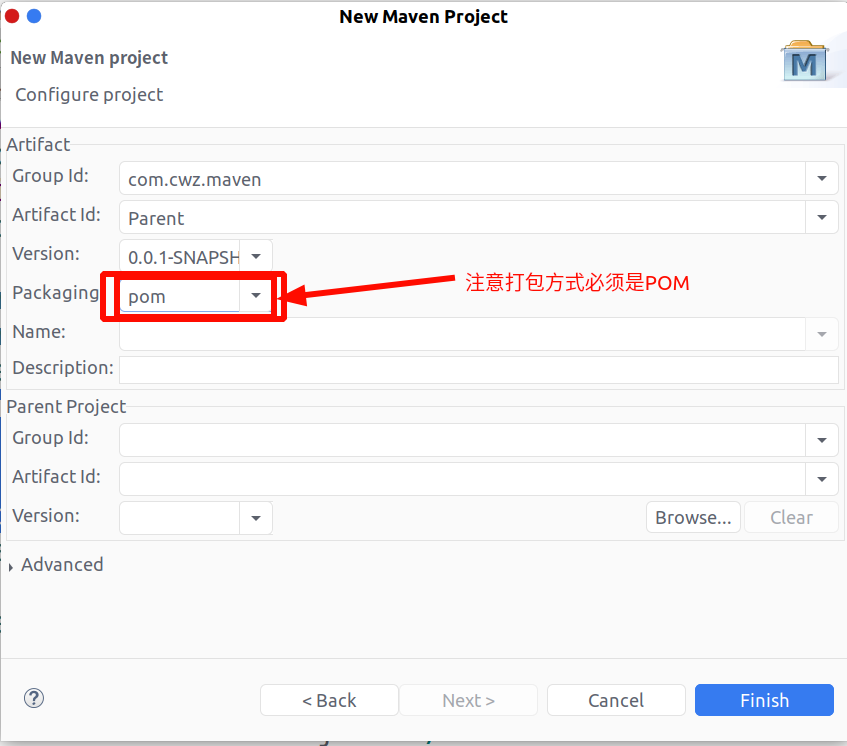 New Maven Project
New Maven project
Configure project
M
Artifact
Group Id: com.cwz.maven
Artifact Id: Parent
Version: 0.0.1-SNAPSH
Packaging pom
注意打包方式必须是POM
Name:
Description:
Parent Project
Group Id:
Artifact Id:
Version:
Browse... Clear
Advanced
? < Back Next > Cancel Finish